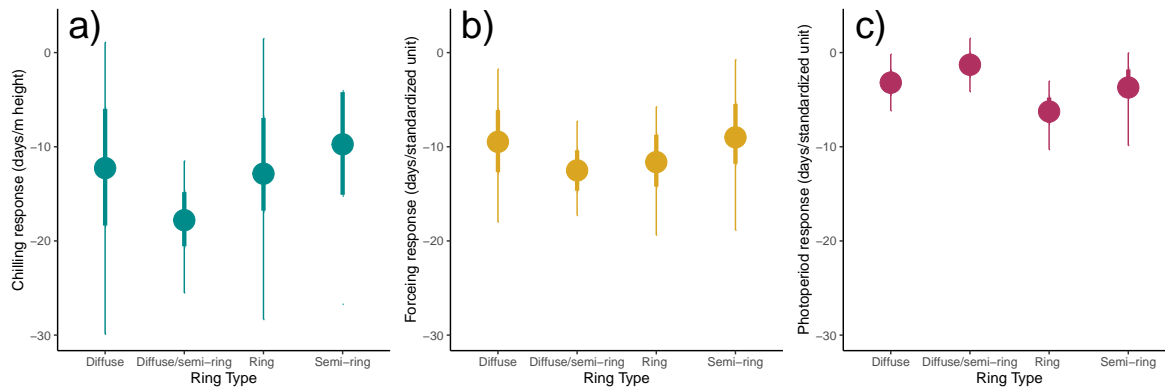 a)
Chilling response (days/m height)
0
−10
−20
−30
Diffuse Diffuse/semi-ring Ring Semi-ring
Ring Type
b)
Forceing response (days/standardized unit)
0
−10
−20
−30
Diffuse Diffuse/semi-ring Ring Semi-ring
Ring Type
c)
Photoperiod response (days/standardized unit)
0
−10
−20
−30
Diffuse Diffuse/semi-ring Ring Semi-ring
Ring Type